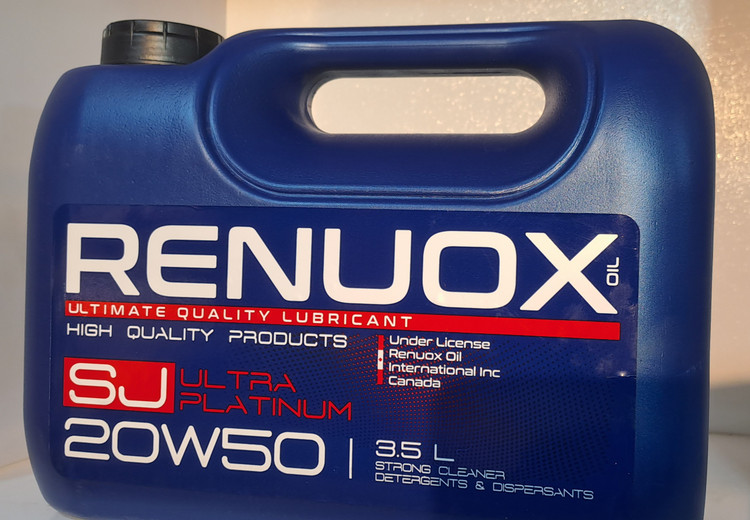 RENUOX OIL
ULTIMATE QUALITY LUBRICANT
HIGH QUALITY PRODUCTS
Under License
Renuox Oil
International Inc
Canada
SJ ULTRA
PLATINUM
20W50 | 3.5 L
STRONG CLEANER
DETERGENTS & DISPERSANTS